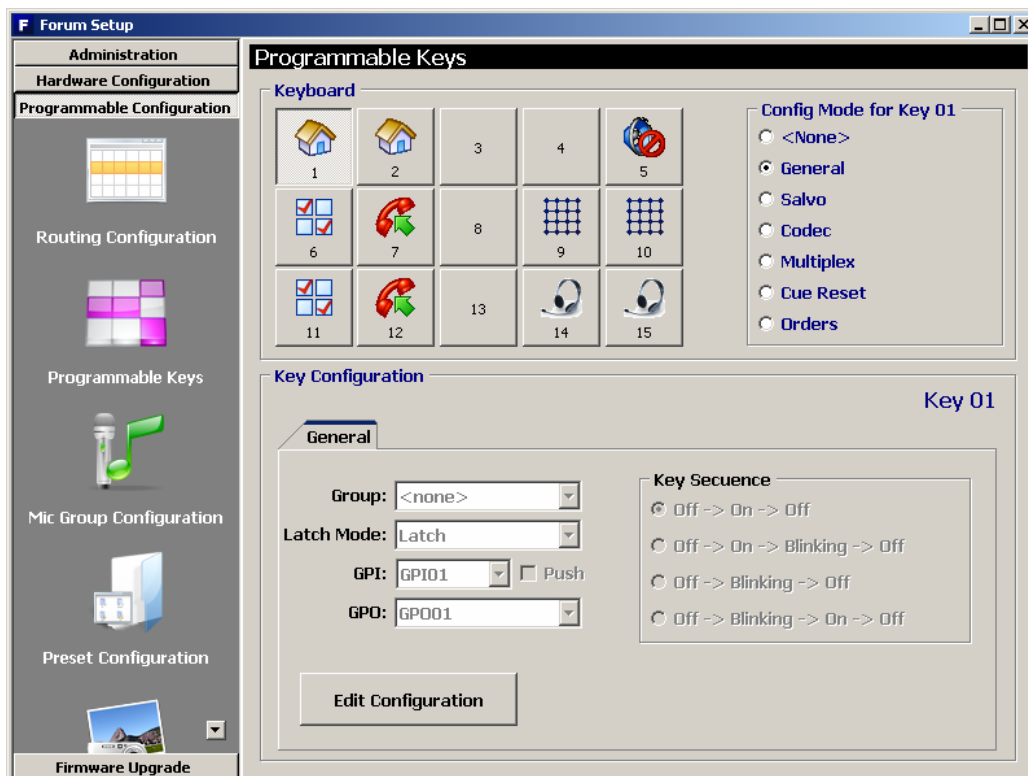 F Forum Setup
Administration
Hardware Configuration
Programmable Configuration
Routing Configuration
Programmable Keys
Mic Group Configuration
Preset Configuration
Firmware Upgrade
Programmable Keys
Keyboard
1 2 3 4 5
6 7 8 9 10
11 12 13 14 15
Config Mode for Key 01
<None>
General
Salvo
Codec
Multiplex
Cue Reset
Orders
Key Configuration
Key 01
General
Group: <none>
Latch Mode: Latch
GPI: GPI01 Push
GPO: GPO01
Key Secuence
Off -> On -> Off
Off -> On -> Blinking -> Off
Off -> Blinking -> Off
Off -> Blinking -> On -> Off
Edit Configuration